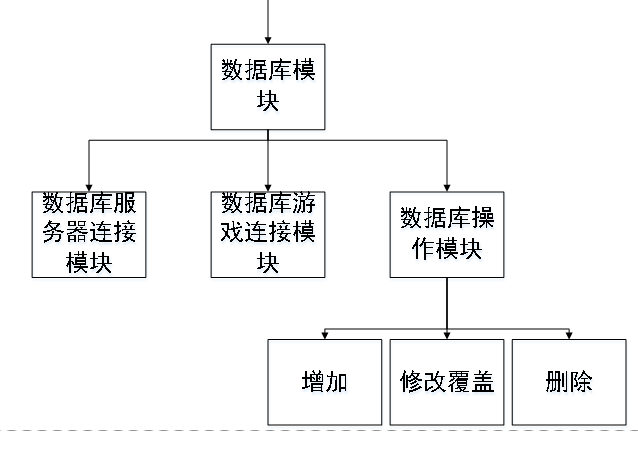 数据库模
块
数据库服
务器连接
模块
数据库游
戏连接模
块
数据库操
作模块
增加
修改覆盖
删除